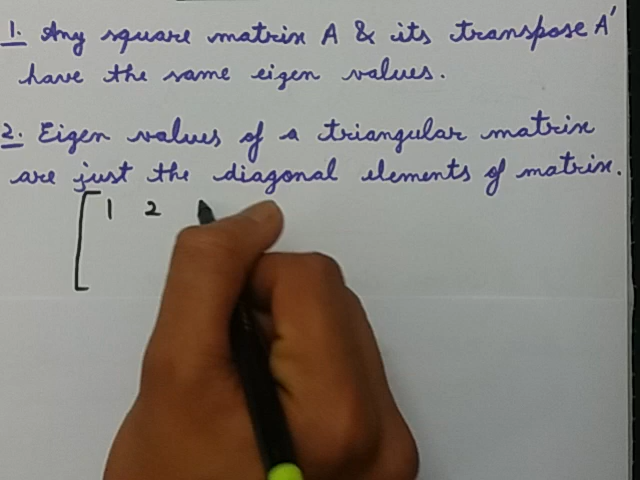 1. Any square matrix A & its transpose A'
have the same eigen values.
2. Eigen values of a triangular matrix
are just the diagonal elements of matrix.
[1 2